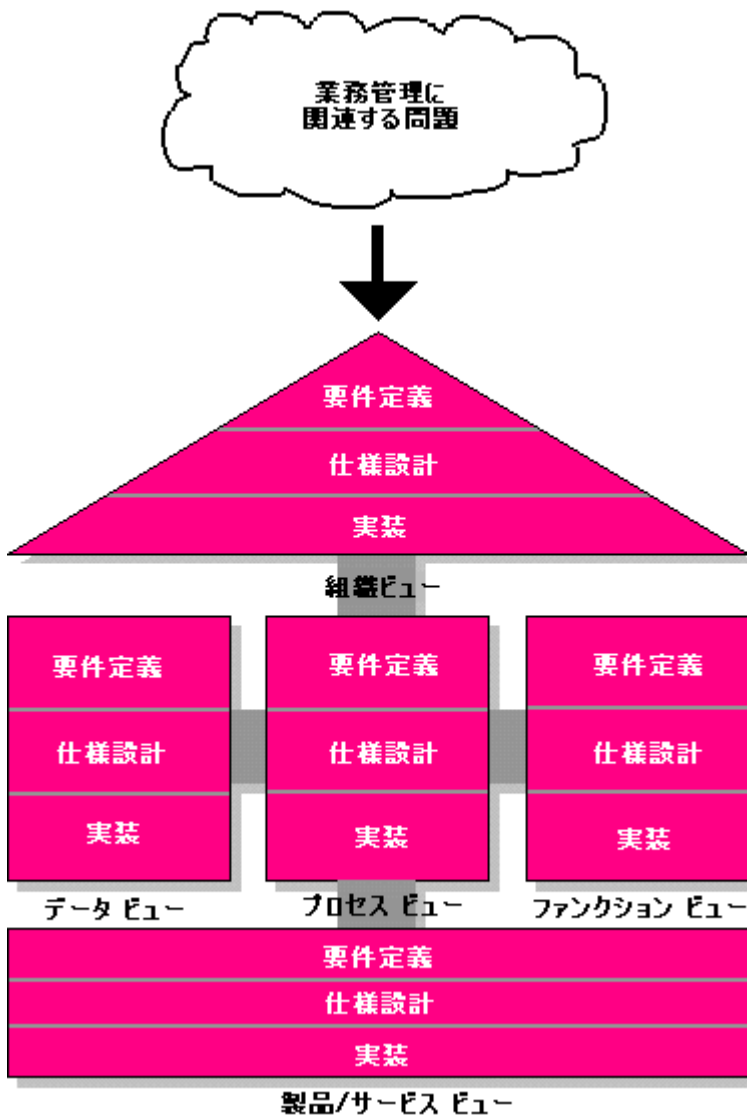 業務管理に
関連する問題
要件定義
仕様設計
実装
組織ビュー
要件定義
仕様設計
実装
データ ビュー
要件定義
仕様設計
実装
プロセス ビュー
要件定義
仕様設計
実装
ファンクション ビュー
要件定義
仕様設計
実装
製品/サービス ビュー